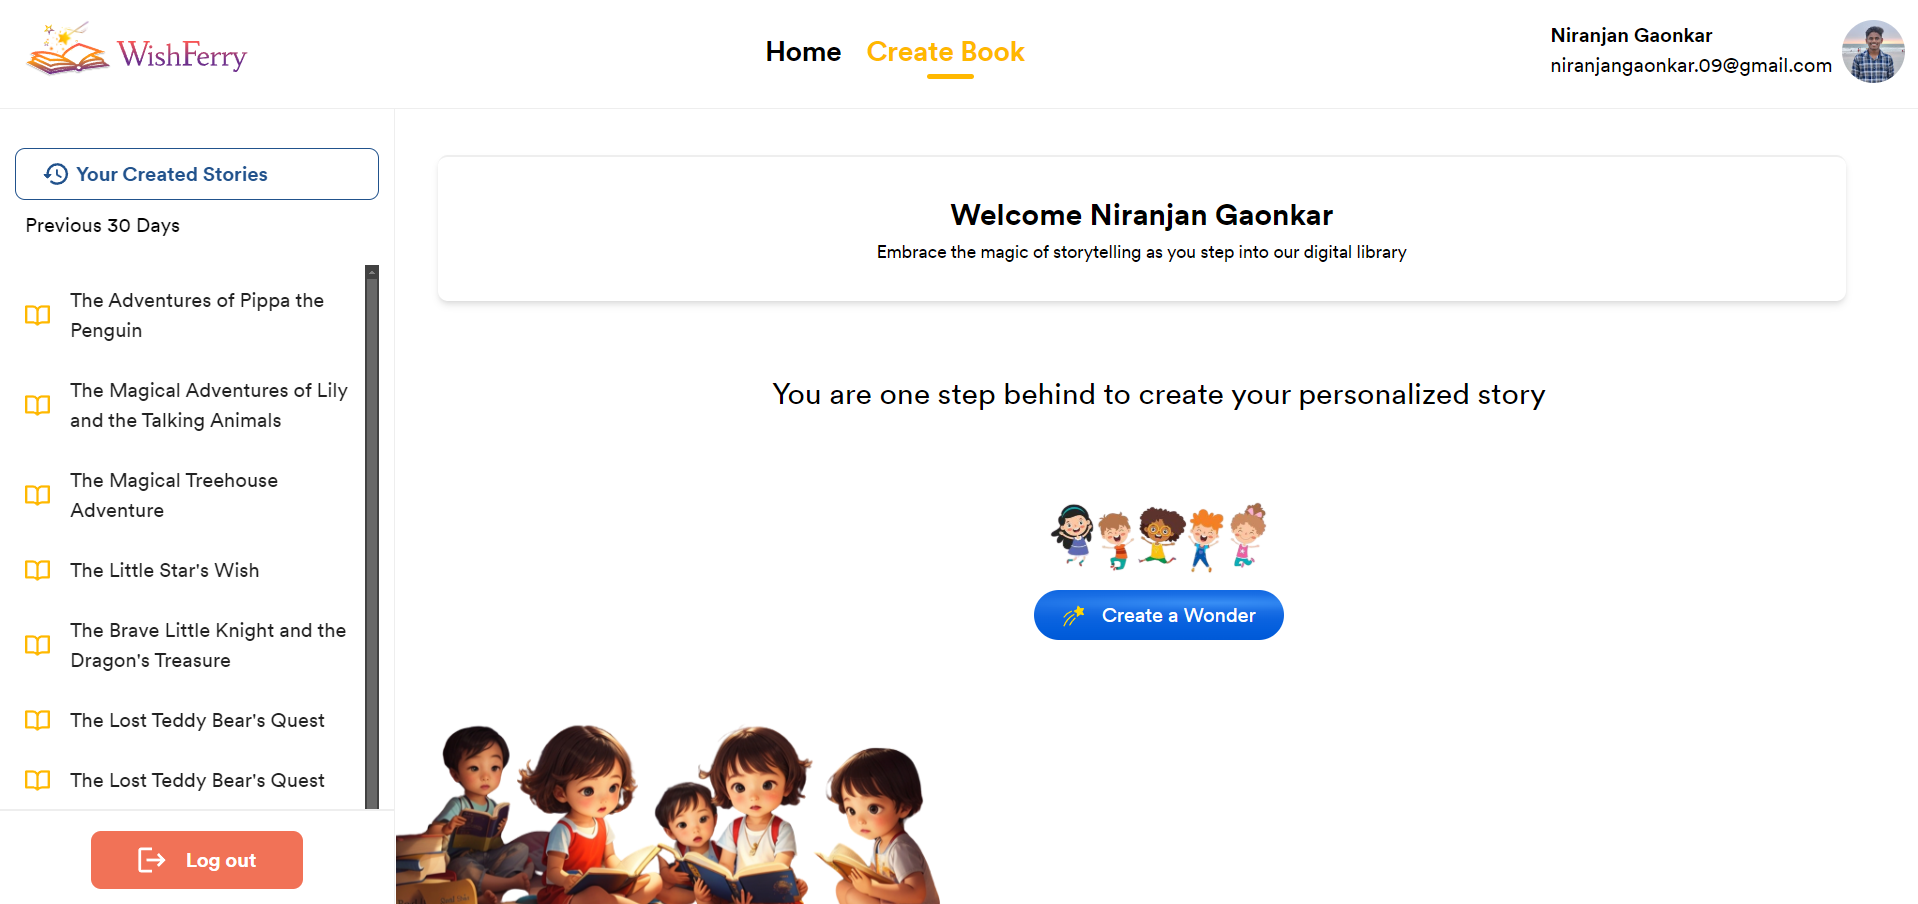 WishFerry
Home
Create Book
Niranjan Gaonkar
niranjangaonkar.09@gmail.com
Your Created Stories
Previous 30 Days
The Adventures of Pippa the
Penguin
The Magical Adventures of Lily
and the Talking Animals
The Magical Treehouse
Adventure
The Little Star's Wish
The Brave Little Knight and the
Dragon's Treasure
The Lost Teddy Bear's Quest
The Lost Teddy Bear's Quest
Log out
Welcome Niranjan Gaonkar
Embrace the magic of storytelling as you step into our digital library
You are one step behind to create your personalized story
Create a Wonder